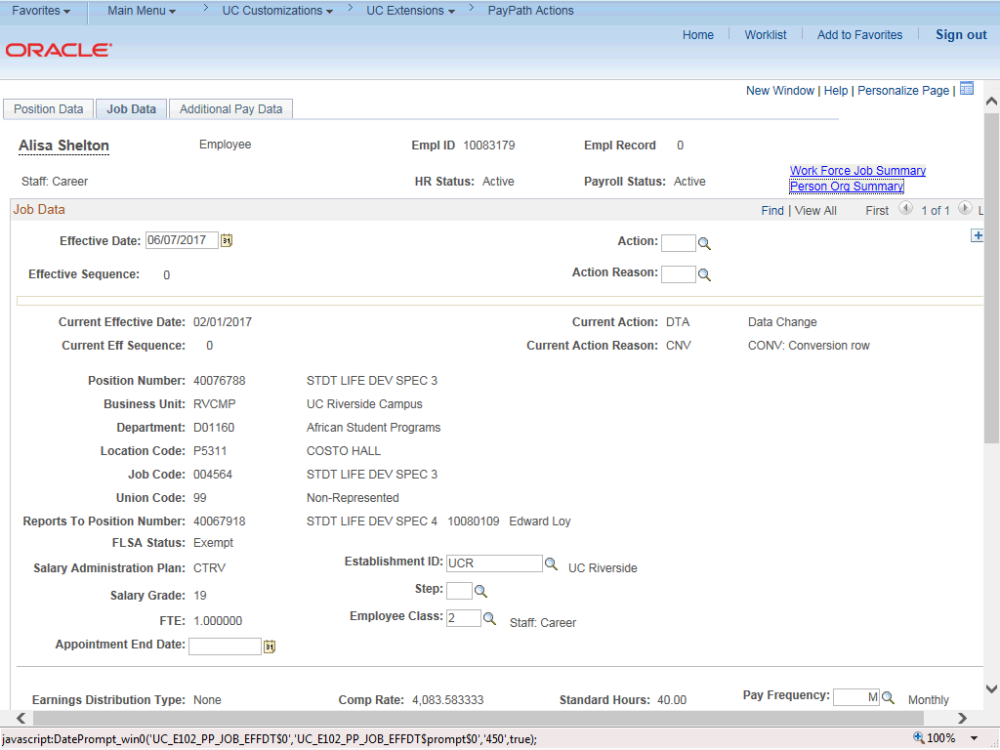 Favorites Main Menu > UC Customizations > UC Extensions > PayPath Actions
Home Worklist Add to Favorites Sign out
ORACLE
New Window | Help | Personalize Page |
Position Data Job Data Additional Pay Data
Alisa Shelton Employee Empl ID 10083179 Empl Record 0
Work Force Job Summary
Staff: Career HR Status: Active Payroll Status: Active Person Org Summary
Job Data Find | View All First 1 of 1 L
Effective Date: 06/07/2017 31 Action:
Effective Sequence: 0 Action Reason:
Current Effective Date: 02/01/2017 Current Action: DTA Data Change
Current Eff Sequence: 0 Current Action Reason: CNV CONV: Conversion row
Position Number: 40076788 STDT LIFE DEV SPEC 3
Business Unit: RVCMP UC Riverside Campus
Department: D01160 African Student Programs
Location Code: P5311 COSTO HALL
Job Code: 004564 STDT LIFE DEV SPEC 3
Union Code: 99 Non-Represented
Reports To Position Number: 40067918 STDT LIFE DEV SPEC 4 10080109 Edward Loy
FLSA Status: Exempt
Salary Administration Plan: CTRV Establishment ID: UCR UC Riverside
Salary Grade: 19 Step:
FTE: 1.000000 Employee Class: 2 Staff: Career
Appointment End Date: 31
Earnings Distribution Type: None Comp Rate: 4,083.583333 Standard Hours: 40.00 Pay Frequency: M Monthly
javascript:DatePrompt_win0('UC_E102_PP_JOB_EFFDT$0','UC_E102_PP_JOB_EFFDT$prompt$0','450',true); 100%